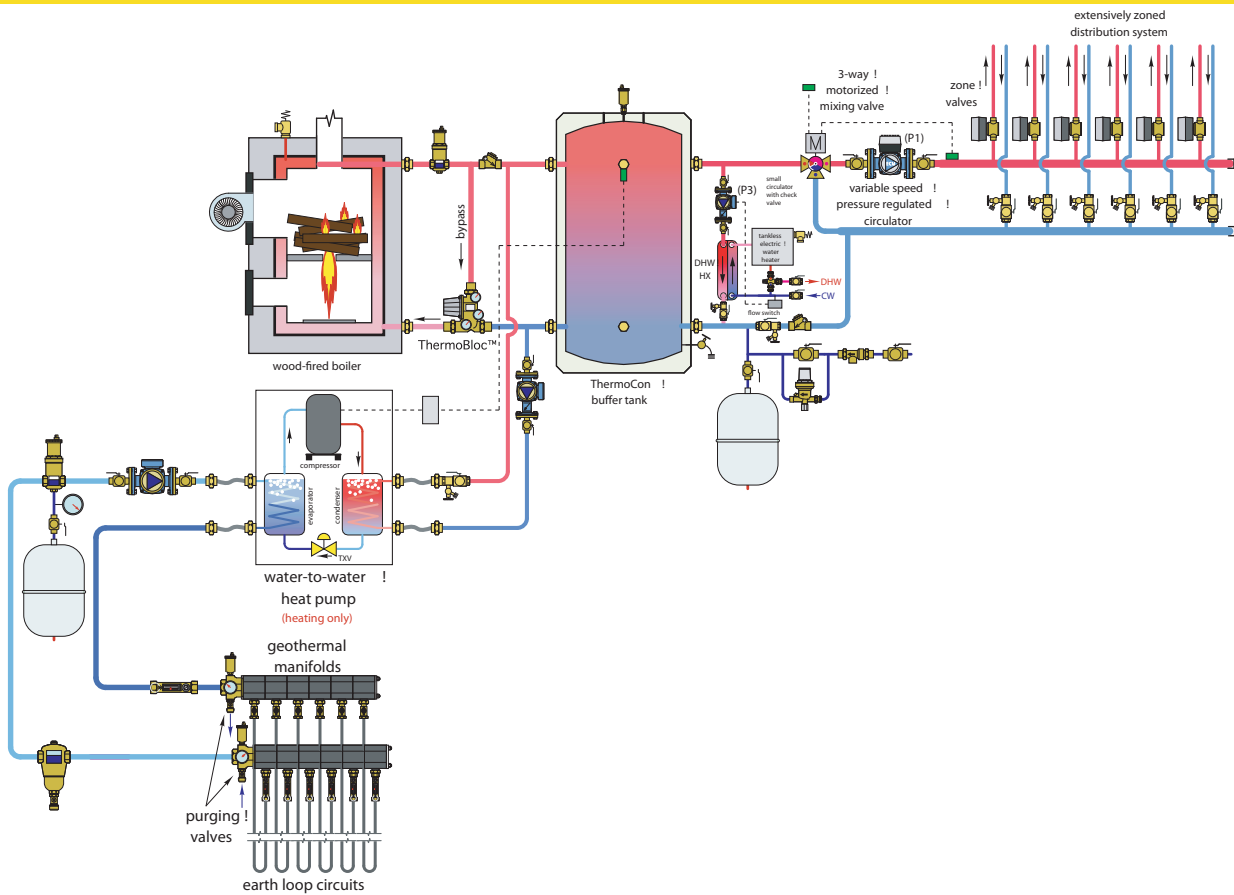 extensively zoned
distribution system
3-way !
motorized !
mixing valve
zone !
valves
M
(P1)
variable speed !
pressure regulated !
circulator
small
circulator
with check
valve
(P3)
bypass
tankless
electric !
water
heater
DHW
HX
DHW
CW
flow switch
ThermoBloc™
wood-fired boiler
ThermoCon !
buffer tank
compressor
evaporator
condenser
TXV
water-to-water !
heat pump
(heating only)
geothermal
manifolds
purging !
valves
earth loop circuits